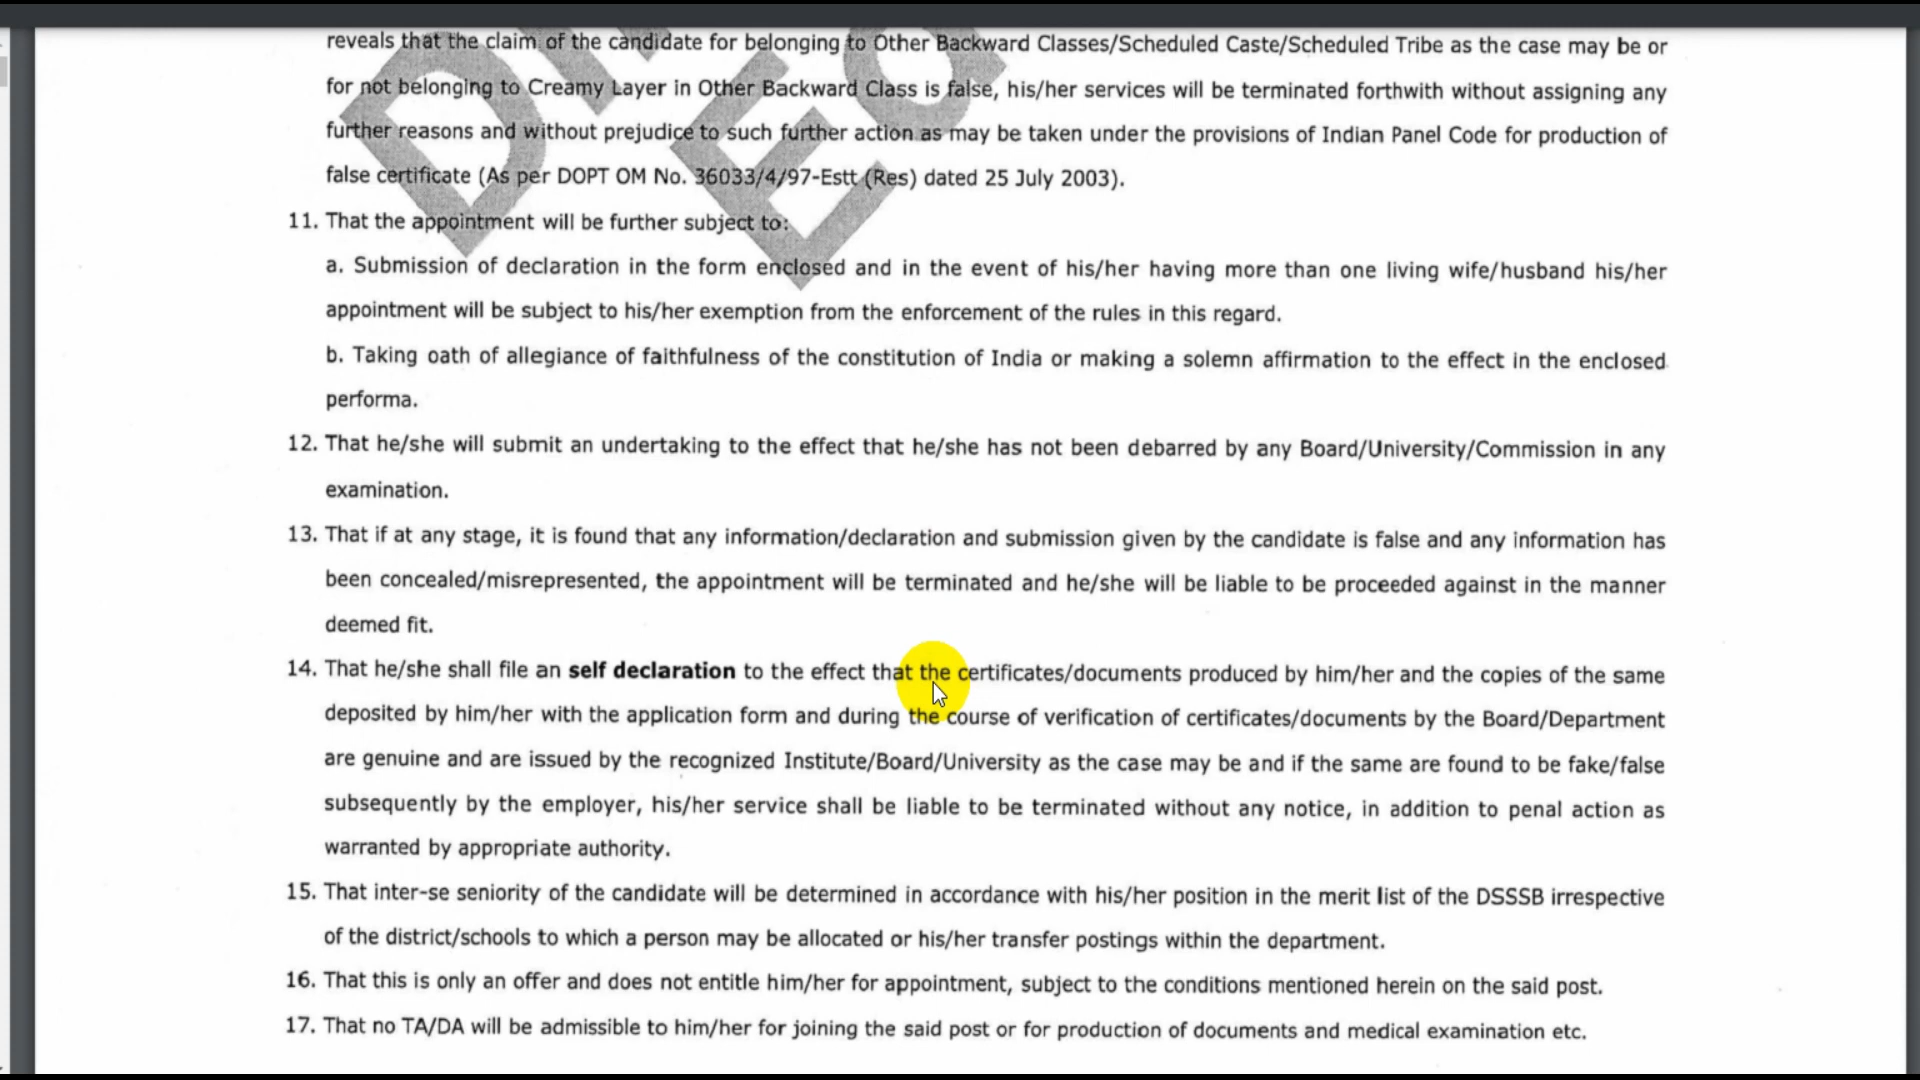 reveals that the claim of the candidate for belonging to Other Backward Classes/Scheduled Caste/Scheduled Tribe as the case may be or
for not belonging to Creamy Layer in Other Backward Class is false, his/her services will be terminated forthwith without assigning any
further reasons and without prejudice to such further action as may be taken under the provisions of Indian Panel Code for production of
false certificate (As per DOPT OM No. 36033/4/97-Estt (Res) dated 25 July 2003).
11. That the appointment will be further subject to:
a. Submission of declaration in the form enclosed and in the event of his/her having more than one living wife/husband his/her
appointment will be subject to his/her exemption from the enforcement of the rules in this regard.
b. Taking oath of allegiance of faithfulness of the constitution of India or making a solemn affirmation to the effect in the enclosed
performa.
12. That he/she will submit an undertaking to the effect that he/she has not been debarred by any Board/University/Commission in any
examination.
13. That if at any stage, it is found that any information/declaration and submission given by the candidate is false and any information has
been concealed/misrepresented, the appointment will be terminated and he/she will be liable to be proceeded against in the manner
deemed fit.
14. That he/she shall file an self declaration to the effect that the certificates/documents produced by him/her and the copies of the same
deposited by him/her with the application form and during the course of verification of certificates/documents by the Board/Department
are genuine and are issued by the recognized Institute/Board/University as the case may be and if the same are found to be fake/false
subsequently by the employer, his/her service shall be liable to be terminated without any notice, in addition to penal action as
warranted by appropriate authority.
15. That inter-se seniority of the candidate will be determined in accordance with his/her position in the merit list of the DSSSB irrespective
of the district/schools to which a person may be allocated or his/her transfer postings within the department.
16. That this is only an offer and does not entitle him/her for appointment, subject to the conditions mentioned herein on the said post.
17. That no TA/DA will be admissible to him/her for joining the said post or for production of documents and medical examination etc.